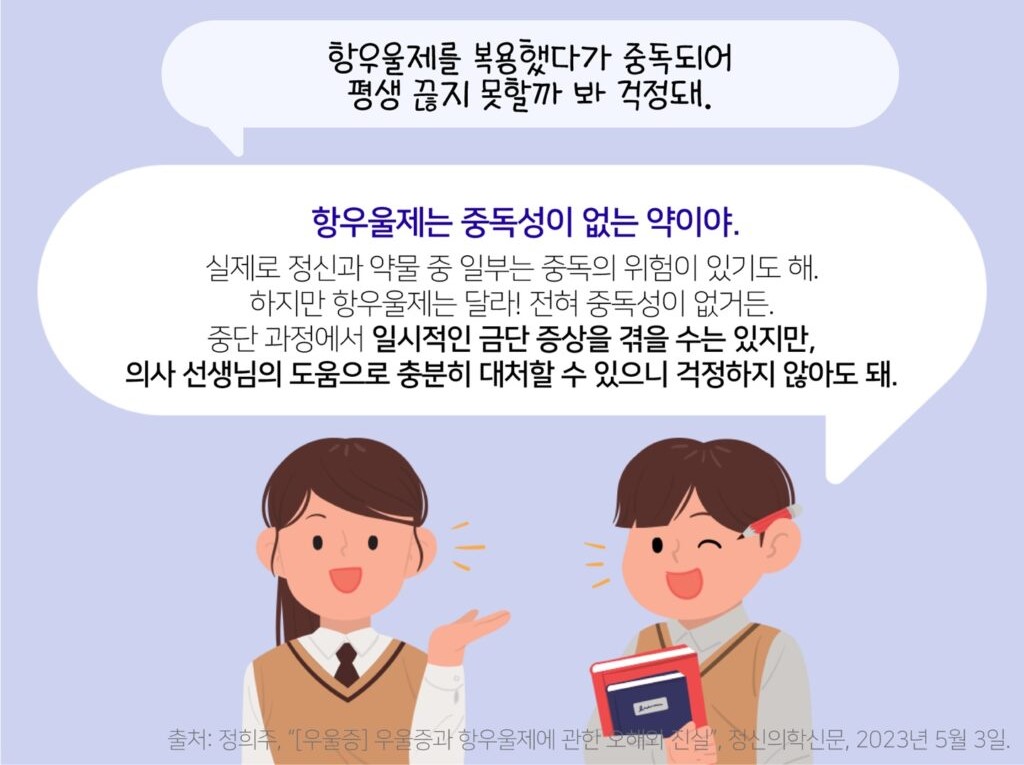 항우울제를 복용했다가 중독되어
평생 끊지 못할까 봐 걱정돼.
항우울제는 중독성이 없는 약이야.
실제로 정신과 약물 중 일부는 중독의 위험이 있기도 해.
하지만 항우울제는 달라! 전혀 중독성이 없거든.
중단 과정에서 일시적인 금단 증상을 겪을 수는 있지만,
의사 선생님의 도움으로 충분히 대처할 수 있으니 걱정하지 않아도 돼.
출처: 정희주, “[우울증] 우울증과 항우울제에 관한 오해와 진실”, 정신의학신문, 2023년 5월 3일.